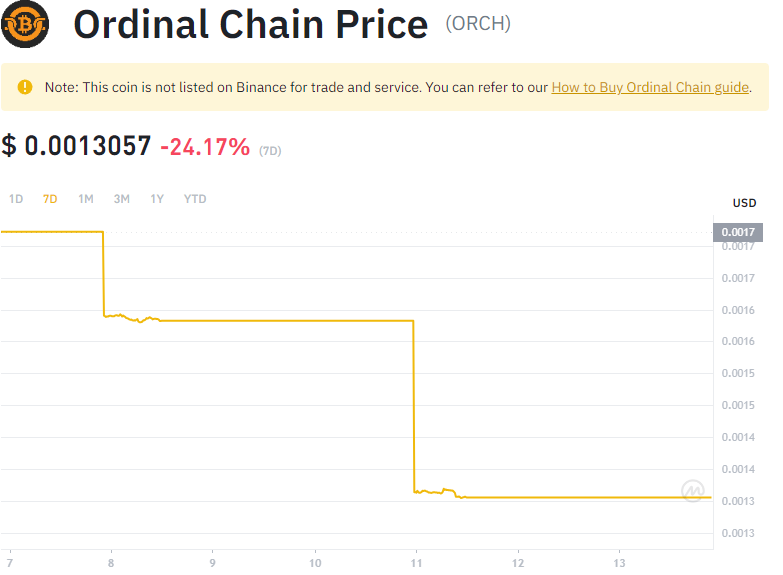 Ordinal Chain Price (ORCH)
Note: This coin is not listed on Binance for trade and service. You can refer to our How to Buy Ordinal Chain guide.
$ 0.0013057 -24.17% (7D)
1D 7D 1M 3M 1Y YTD
USD
0.0017
0.0017
0.0017
0.0016
0.0016
0.0015
0.0015
0.0014
0.0014
0.0013
0.0013
7 8 9 10 11 12 13